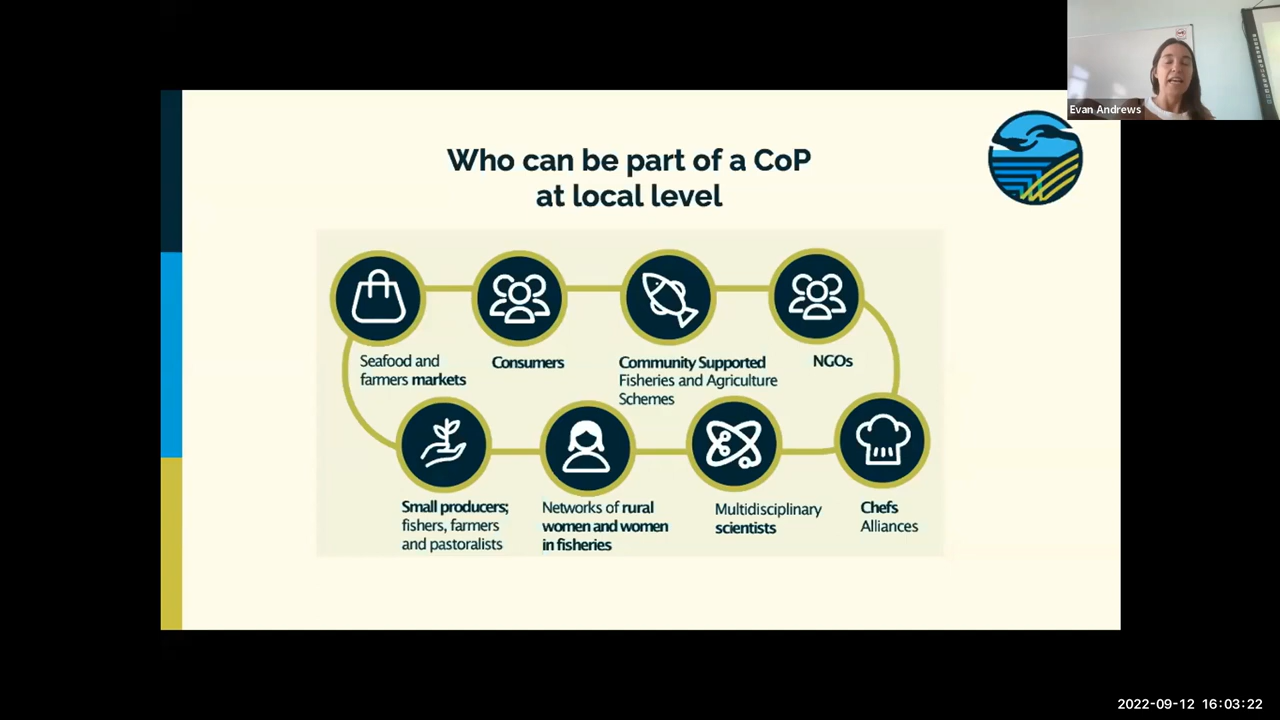 Evan Andrews
Who can be part of a CoP
at local level
Seafood and
farmers markets
Consumers
Community Supported
Fisheries and Agriculture
Schemes
NGOs
Small producers;
fishers, farmers
and pastoralists
Networks of rural
women and women
in fisheries
Multidisciplinary
scientists
Chefs
Alliances
2022-09-12 16:03:22